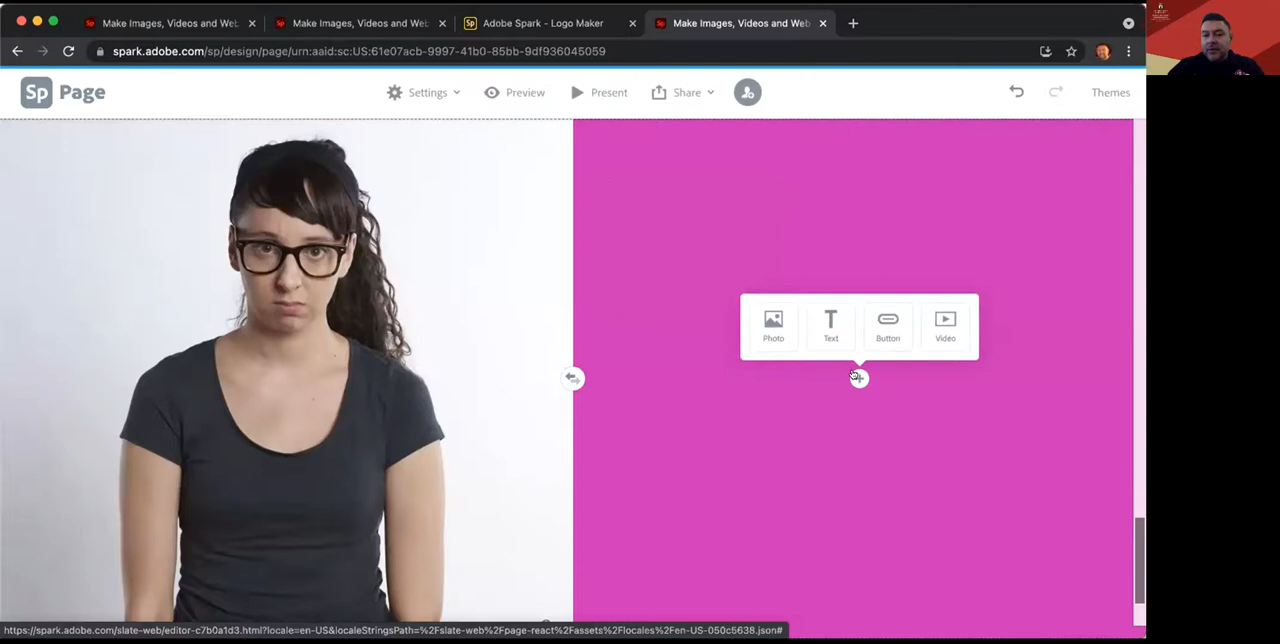 Make Images, Videos and Web
Make Images, Videos and Web
Sp Adobe Spark - Logo Maker
Make Images, Videos and Web
spark.adobe.com/sp/design/page/urn:aaid:sc:US:61e07acb-9997-41b0-85bb-9df936045059
Sp Page
Settings
Preview
Present
Share
Themes
Photo
Text
Button
Video
https://spark.adobe.com/slate-web/editor-c7b0a1d3.html?locale=en-US&localeStringsPath=%2Fslate-web%2Fpage-react%2Fassets%2Flocales%2Fen-US-050c5638.json#